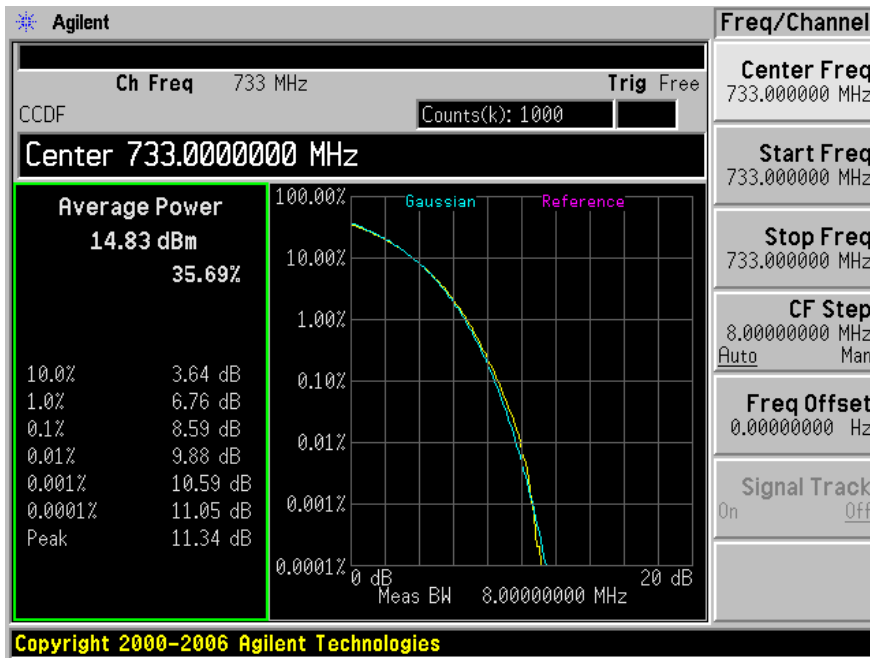 Agilent
Freq/Channel
Ch Freq 733 MHz Trig Free
CCDF Counts(k): 1000
Center 733.0000000 MHz
Average Power
14.83 dBm
35.69%
10.0% 3.64 dB
1.0% 6.76 dB
0.1% 8.59 dB
0.01% 9.88 dB
0.001% 10.59 dB
0.0001% 11.05 dB
Peak 11.34 dB
Gaussian Reference
100.00%
10.00%
1.00%
0.10%
0.01%
0.001%
0.0001%
0 dB 20 dB
Meas BW 8.00000000 MHz
Center Freq
733.000000 MHz
Start Freq
733.000000 MHz
Stop Freq
733.000000 MHz
CF Step
8.00000000 MHz
Auto Man
Freq Offset
0.00000000 Hz
Signal Track
On Off
Copyright 2000-2006 Agilent Technologies